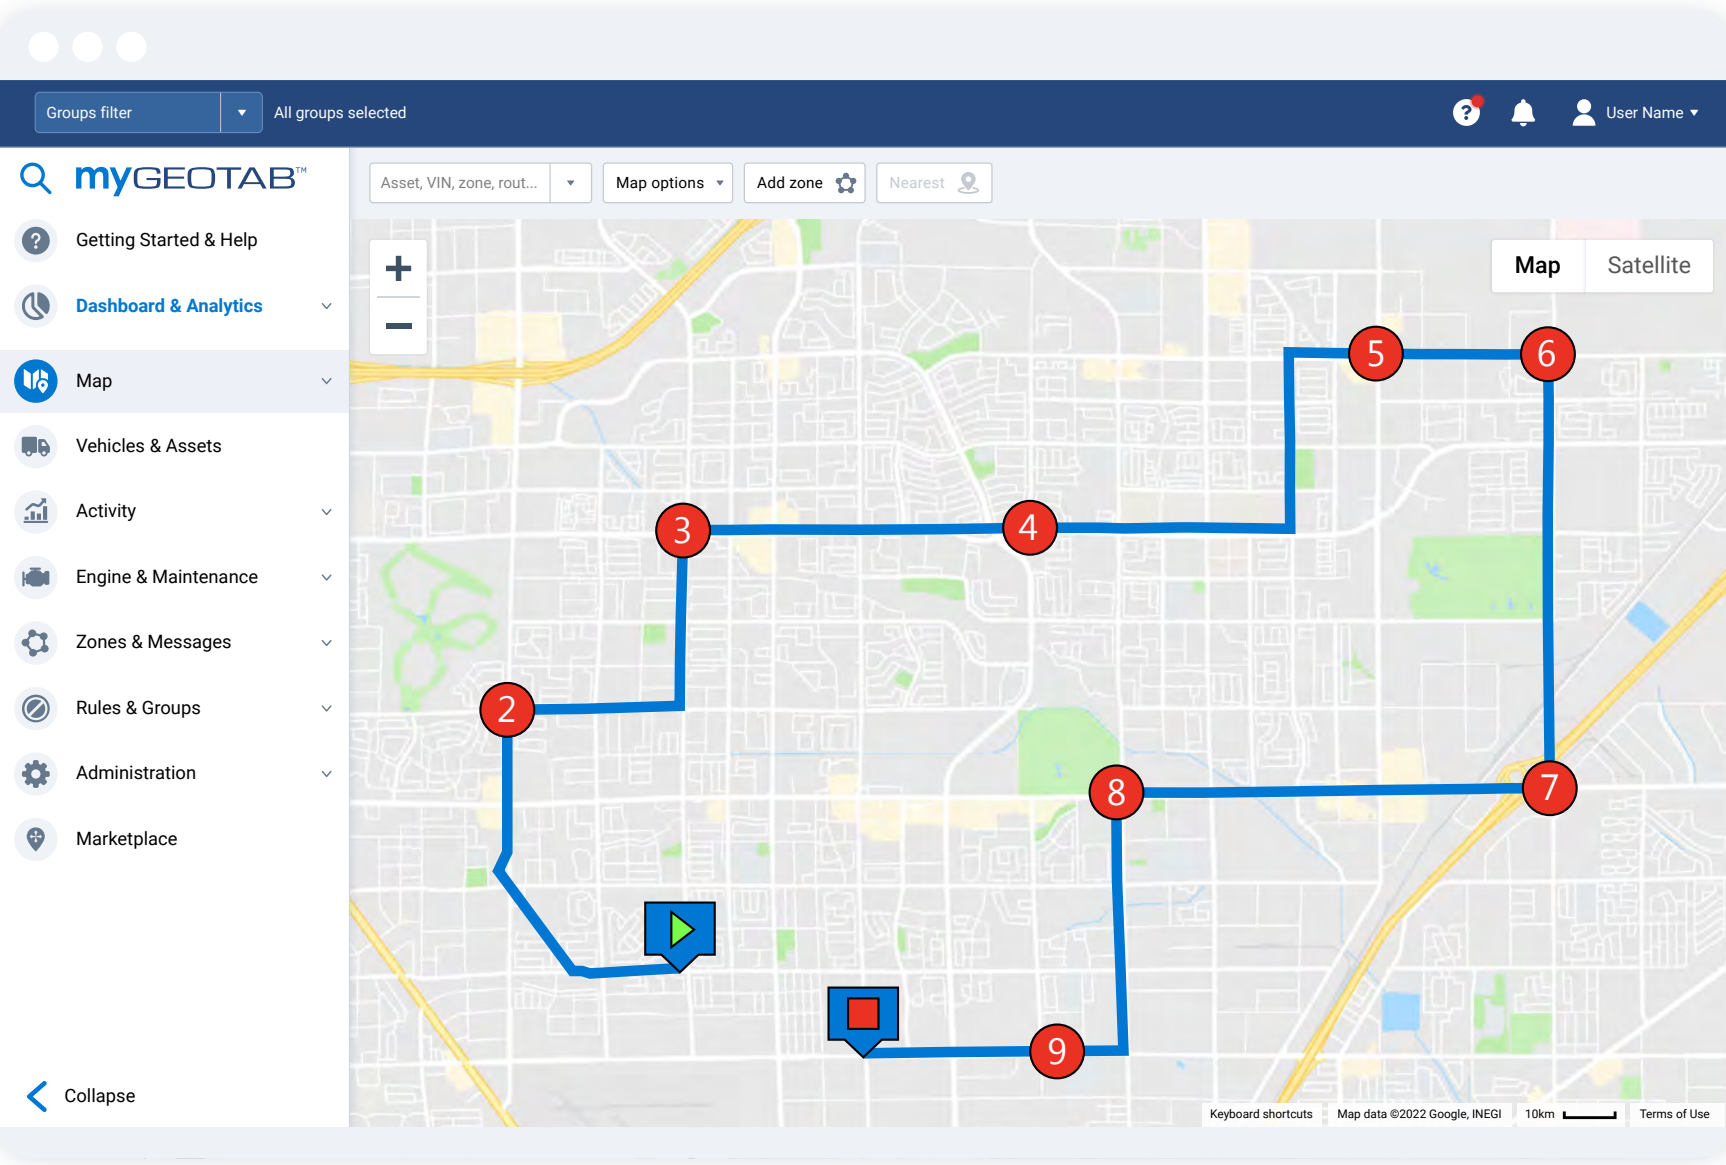 Groups filter
All groups selected
?
User Name
myGEOTAB™
Asset, VIN, zone, rout...
Map options
Add zone
Nearest
?
Getting Started & Help
Dashboard & Analytics
Map
Vehicles & Assets
Activity
Engine & Maintenance
Zones & Messages
Rules & Groups
Administration
Marketplace
Collapse
Map
Satellite
5
6
3
4
2
8
7
9
Keyboard shortcuts
Map data ©2022 Google, INEGI
10km
Terms of Use